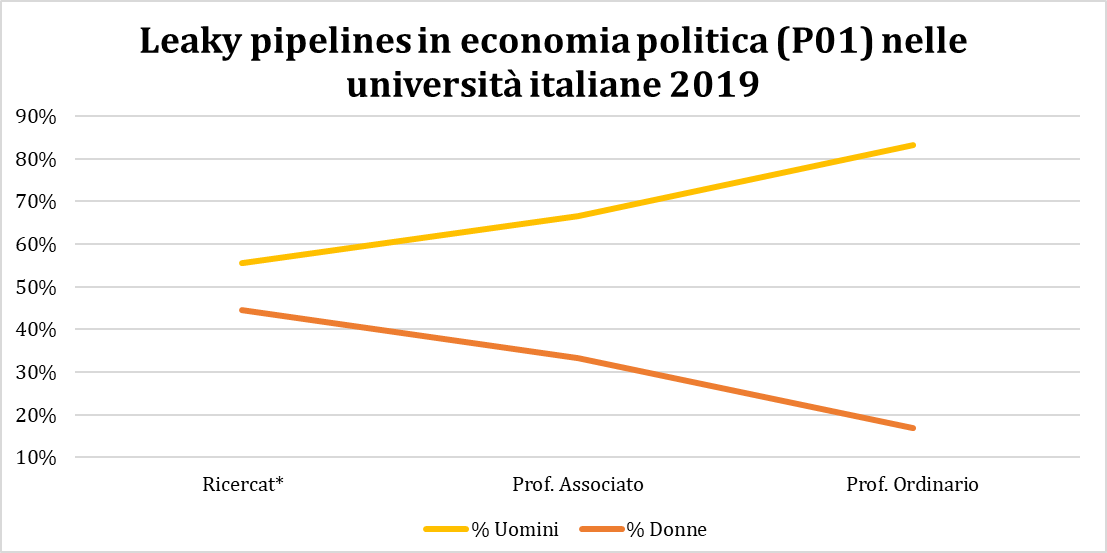 Leaky pipelines in economia politica (P01) nelle
università italiane 2019
90%
80%
70%
60%
50%
40%
30%
20%
10%
Ricercat* Prof. Associato Prof. Ordinario
% Uomini % Donne